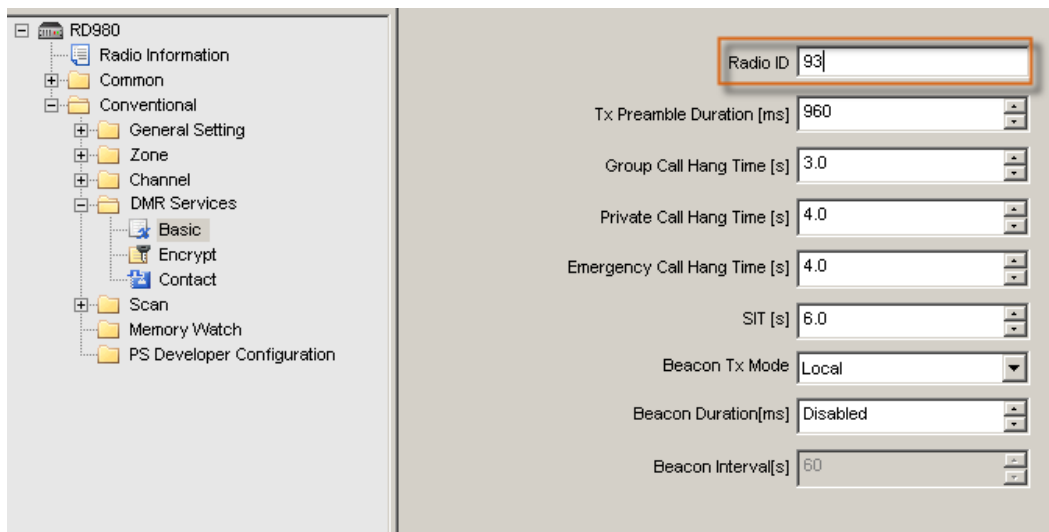 RD980
Radio Information
Common
Conventional
General Setting
Zone
Channel
DMR Services
Basic
Encrypt
Contact
Scan
Memory Watch
PS Developer Configuration
Radio ID 93
Tx Preamble Duration [ms] 960
Group Call Hang Time [s] 3.0
Private Call Hang Time [s] 4.0
Emergency Call Hang Time [s] 4.0
SIT [s] 6.0
Beacon Tx Mode Local
Beacon Duration[ms] Disabled
Beacon Interval[s] 60